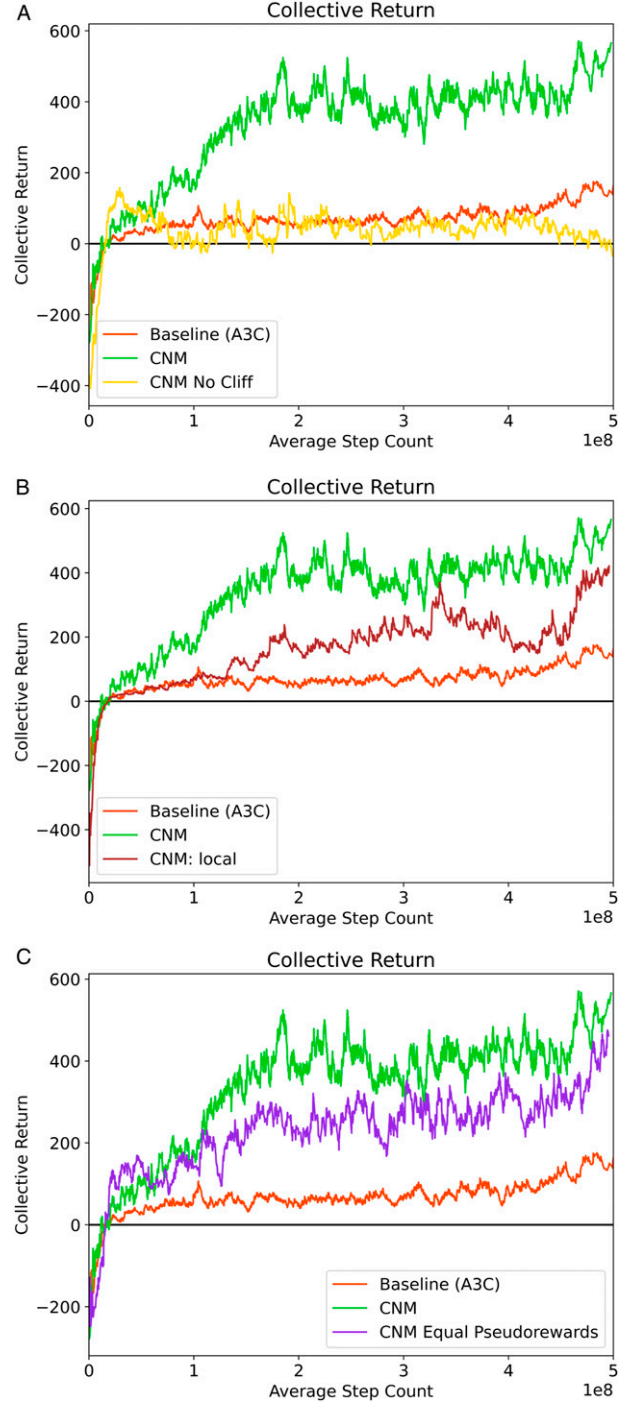 A
Collective Return
600
400
200
0
−200
−400
Collective Return
Baseline (A3C)
CNM
CNM No Cliff
0
1
2
3
4
5
1e8
Average Step Count
B
Collective Return
600
400
200
0
−200
−400
Collective Return
Baseline (A3C)
CNM
CNM: local
0
1
2
3
4
5
1e8
Average Step Count
C
Collective Return
600
400
200
0
−200
Collective Return
Baseline (A3C)
CNM
CNM Equal Pseudorewards
0
1
2
3
4
5
1e8
Average Step Count